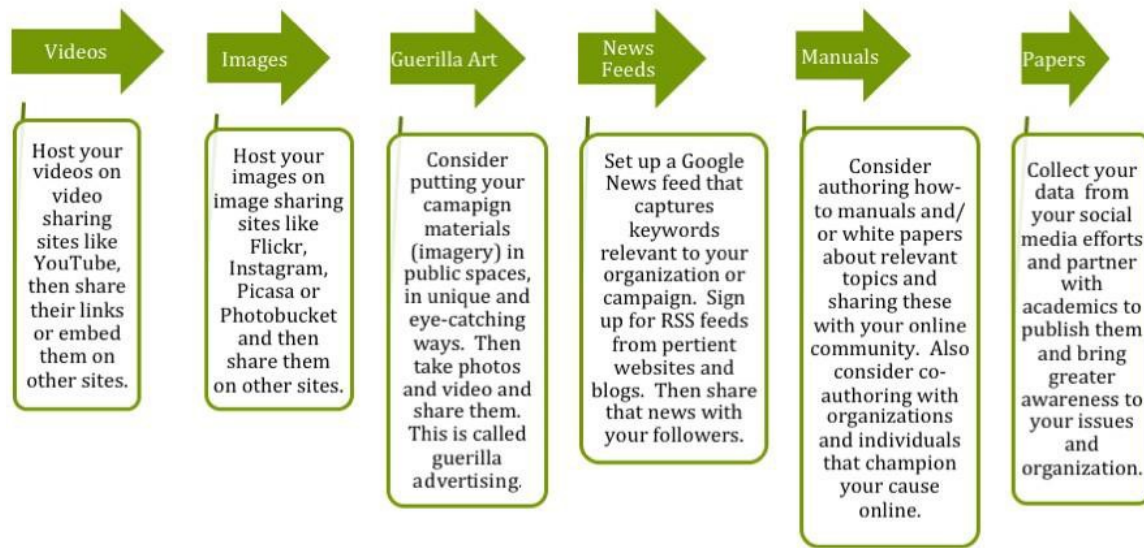 Videos
Host your
videos on
video
sharing
sites like
YouTube,
then share
their links
or embed
them on
other sites.
Images
Host your
images on
image sharing
sites like
Flickr,
Instagram,
Picasa or
Photobucket
and then
share them
on other sites.
Guerilla Art
Consider
putting your
camapign
materials
(imagery) in
public spaces,
in unique and
eye-catching
ways. Then
take photos
and video and
share them.
This is called
guerilla
advertising.
News
Feeds
Set up a Google
News feed that
captures
keywords
relevant to your
organization or
campaign. Sign
up for RSS feeds
from pertient
websites and
blogs. Then share
that news with
your followers.
Manuals
Consider
authoring how-
to manuals and/
or white papers
about relevant
topics and
sharing these
with your online
community. Also
consider co-
authoring with
organizations
and individuals
that champion
your cause
online.
Papers
Collect your
data from
your social
media efforts
and partner
with
academics to
publish them
and bring
greater
awareness to
your issues
and
organization.